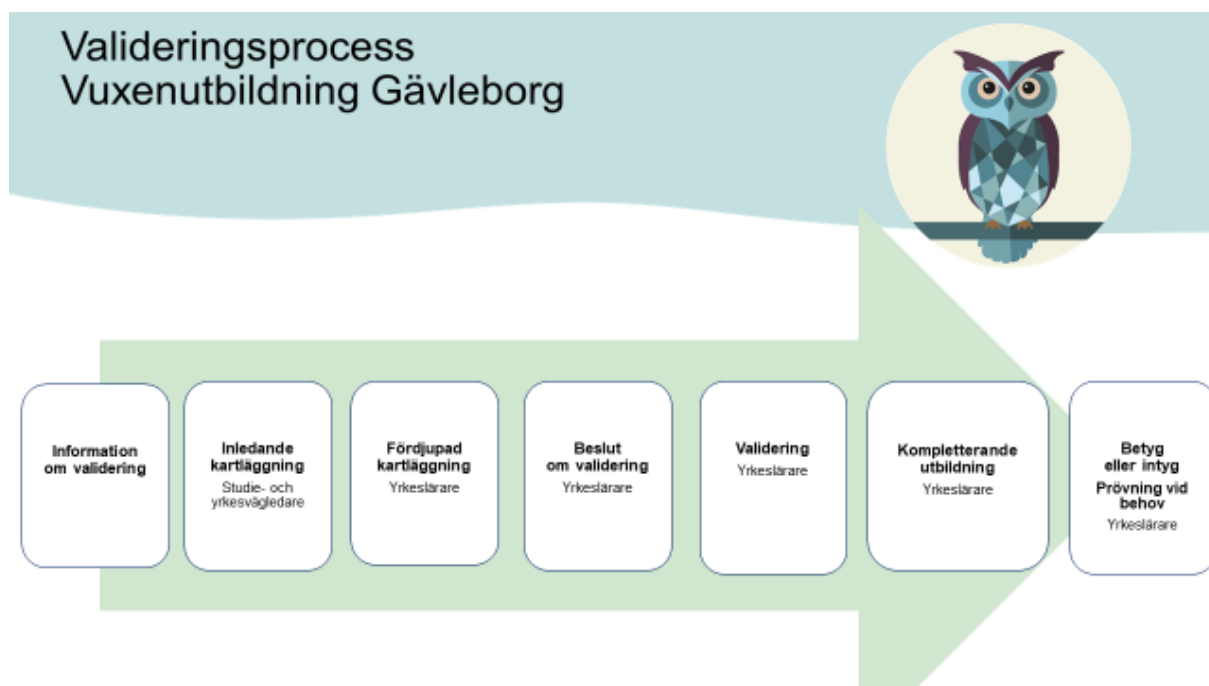 Valideringsprocess
Vuxenutbildning Gävleborg
Information
om validering
Inledande
kartläggning
Studie- och
yrkesvägledare
Fördjupad
kartläggning
Yrkeslärare
Beslut
om validering
Yrkeslärare
Validering
Yrkeslärare
Kompletterande
utbildning
Yrkeslärare
Betyg
eller intyg
Prövning vid
behov
Yrkeslärare